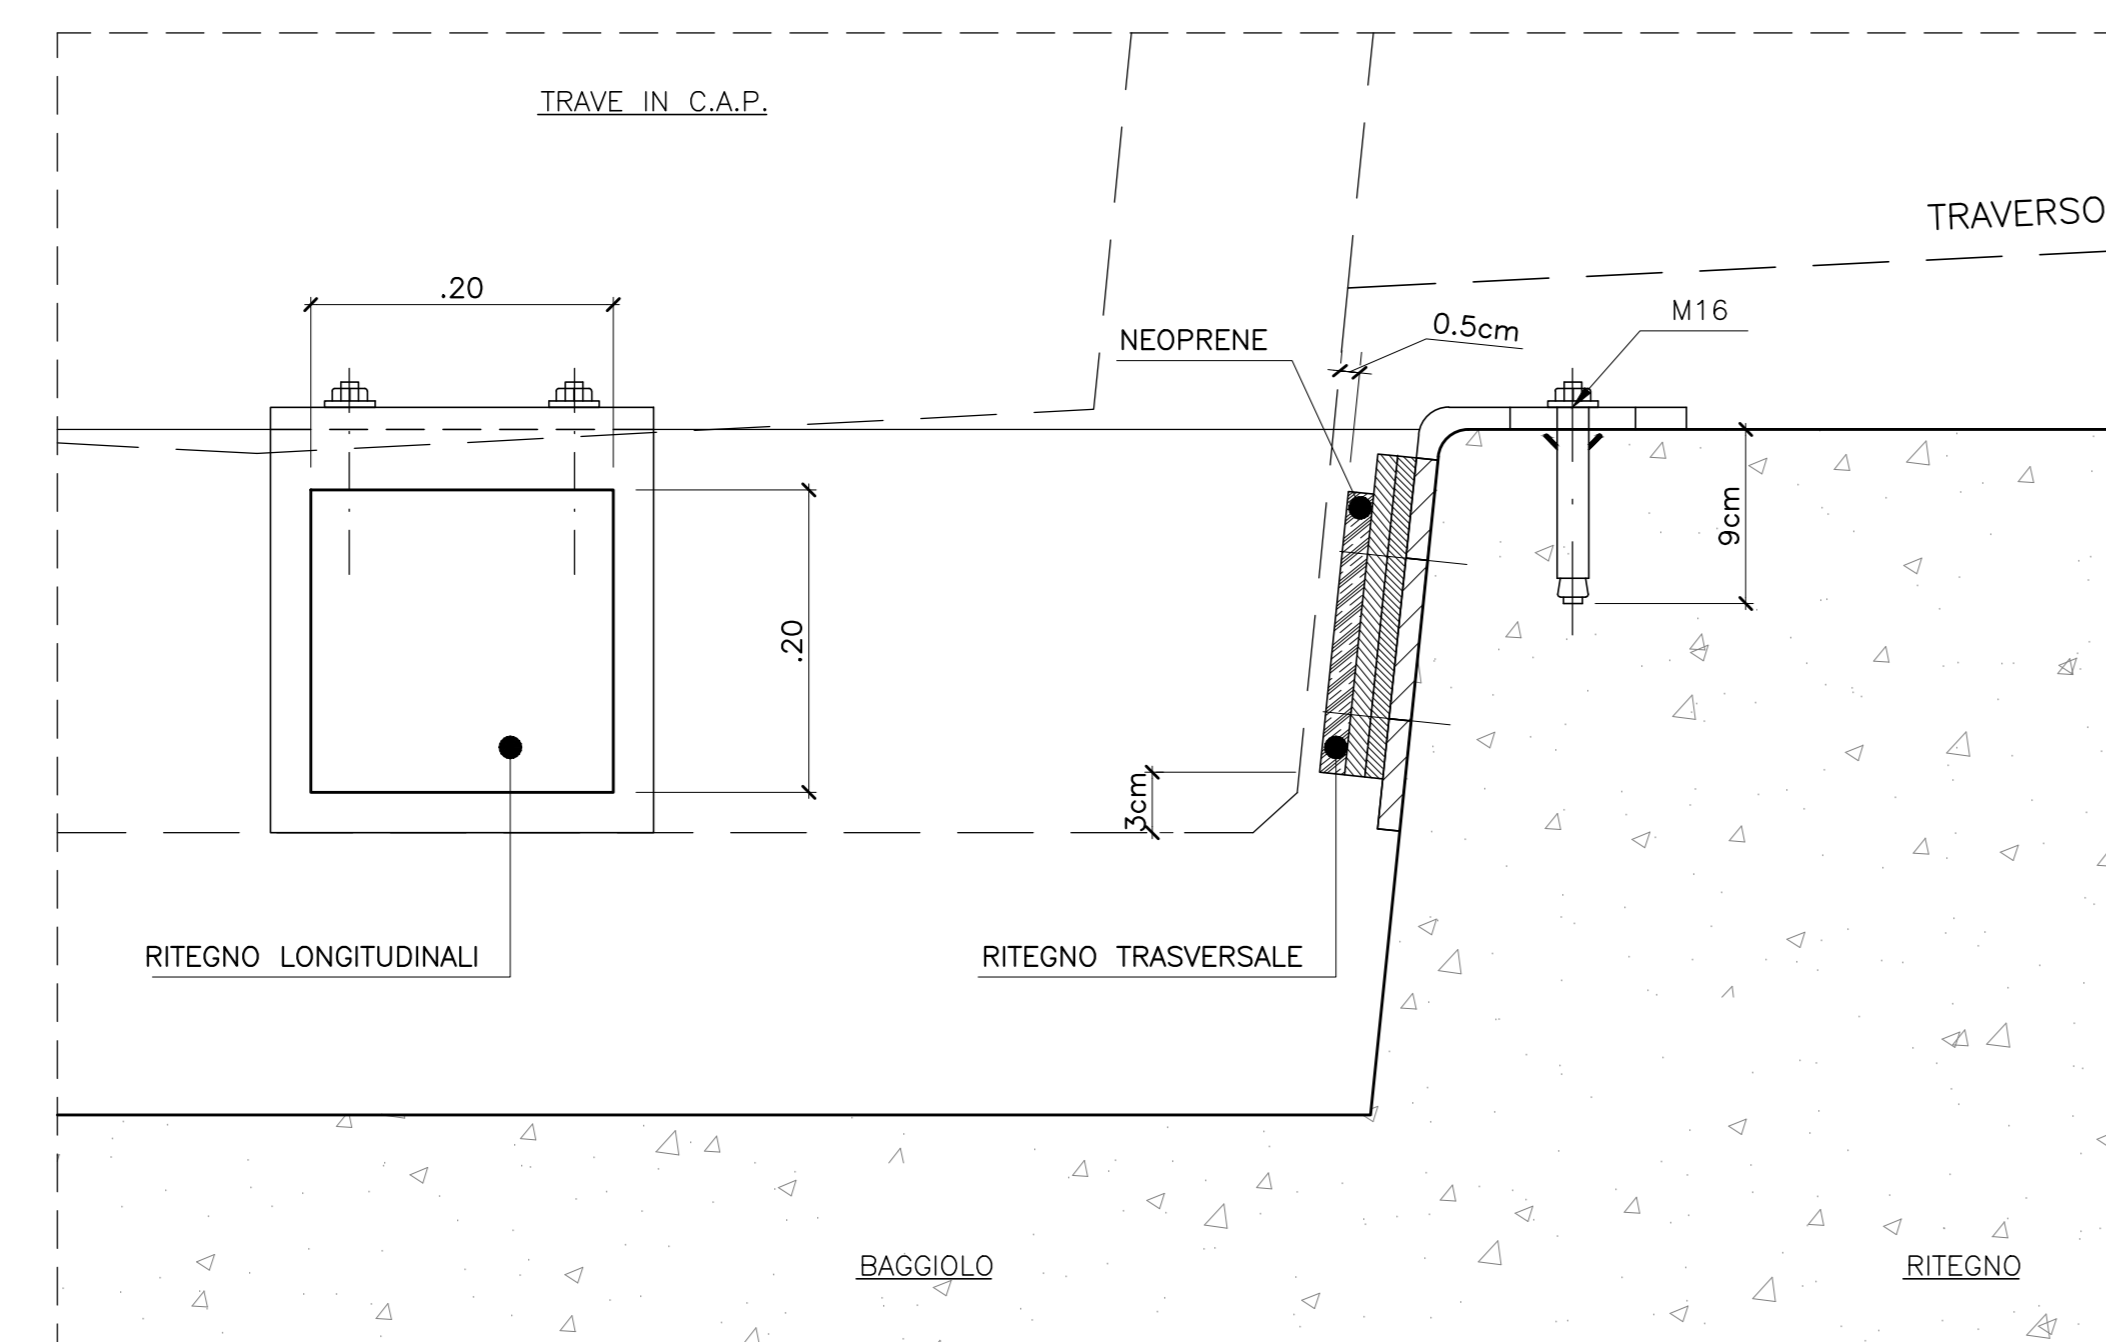 TRAVE IN C.A.P.
TRAVERSO
.20
NEOPRENE
0.5cm
M16
9cm
.20
3cm
RITEGNO LONGITUDINALI
RITEGNO TRASVERSALE
BAGGIOLO
RITEGNO